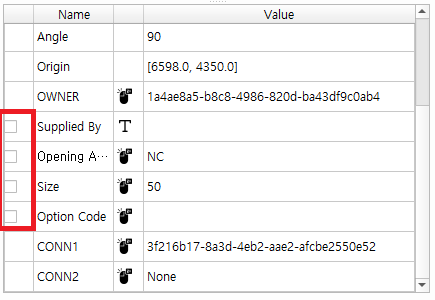 Name Value
Angle 90
Origin [6598.0, 4350.0]
OWNER 1a4ae8a5-b8c8-4986-820d-ba43df9c0ab4
Supplied By T
Opening A⋯ NC
Size 50
Option Code
CONN1 3f216b17-8a3d-4eb2-aae2-afcbe2550e52
CONN2 None